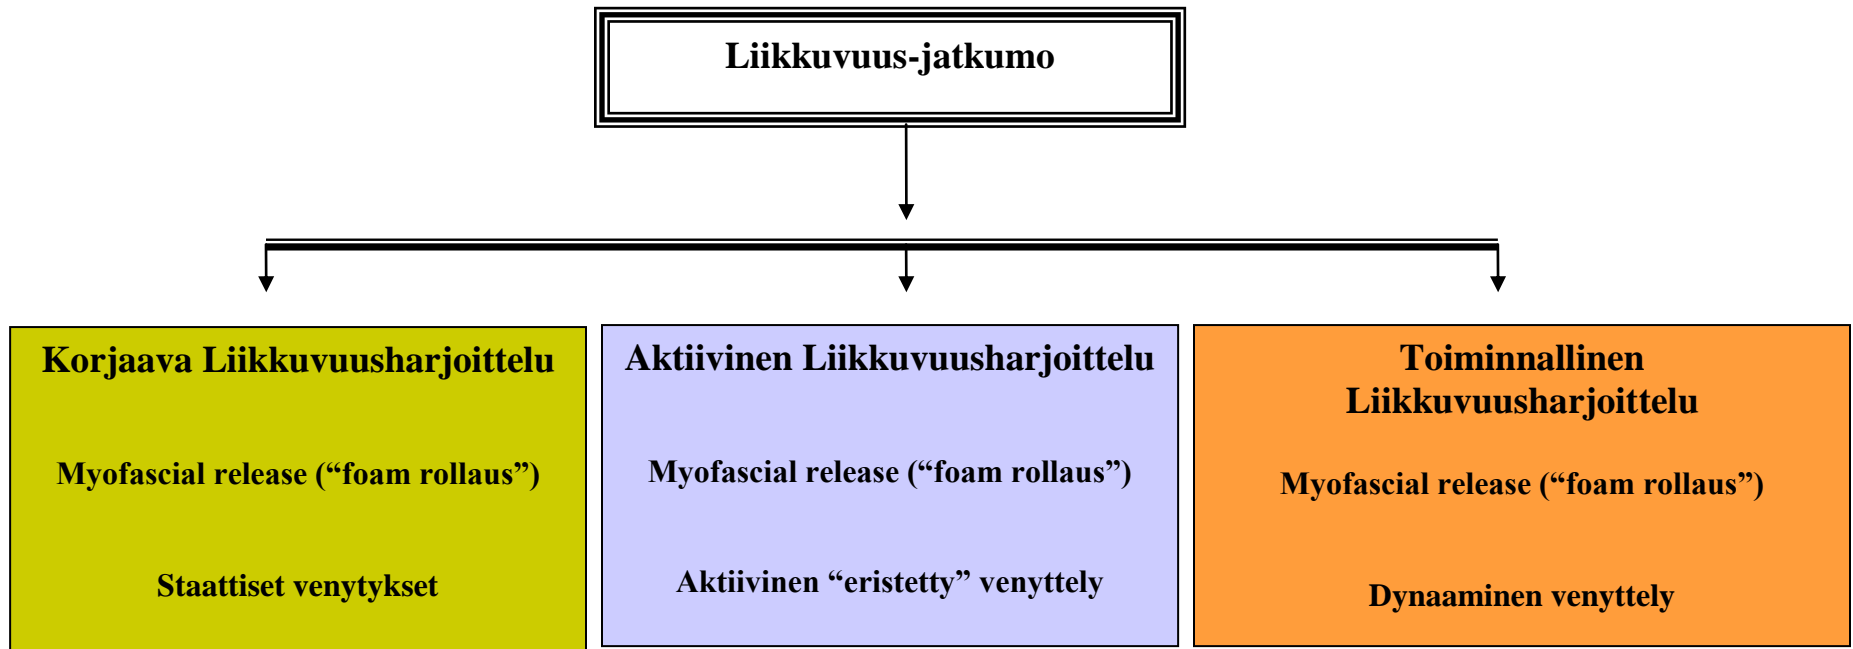 Liikkuvuus-jatkumo
Korjaava Liikkuvuusharjoittelu
Myofascial release (“foam rollaus”)
Staattiset venytykset
Aktiivinen Liikkuvuusharjoittelu
Myofascial release (“foam rollaus”)
Aktiivinen “eristetty” venyttely
Toiminnallinen
Liikkuvuusharjoittelu
Myofascial release (“foam rollaus”)
Dynaaminen venyttely